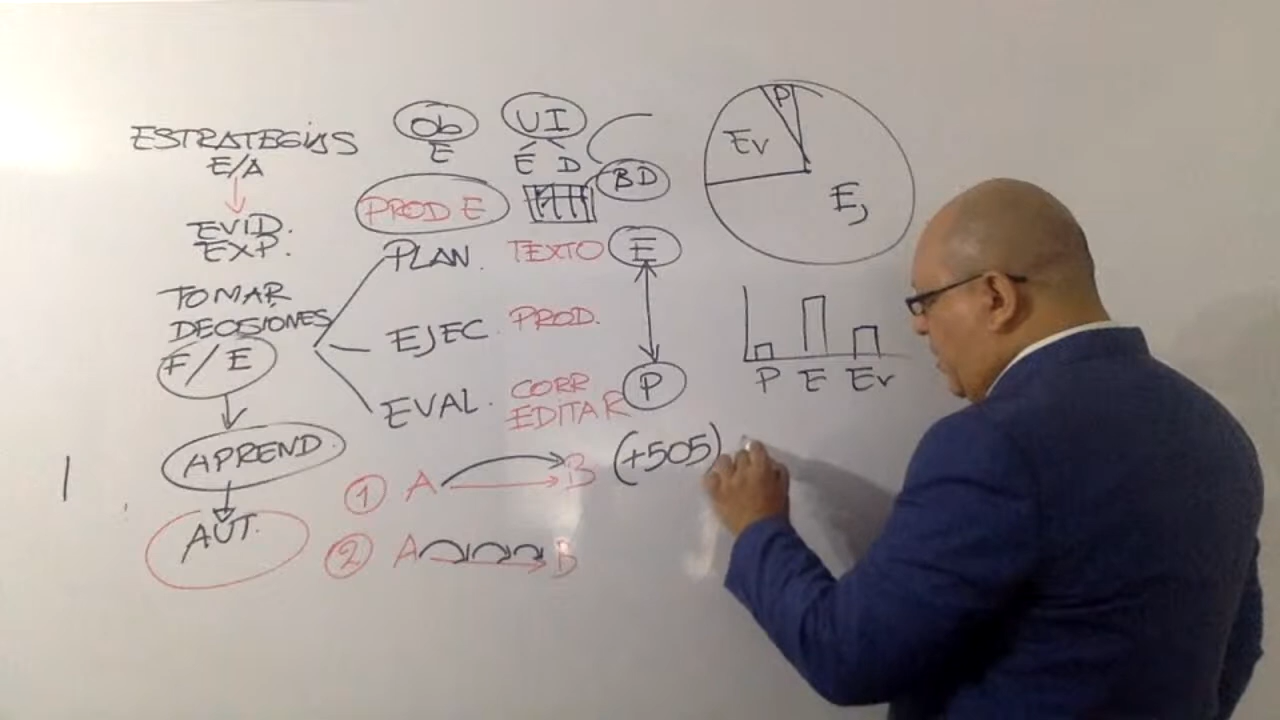 ESTRATEGIAS
E/A
EVID.
EXP.
TOMAR
DECISIONES
F/E
APREND.
AUT.
Ob
E
PROD E
PLAN.
EJEC.
EVAL.
UI
E D
BD
TEXTO
E
PROD.
CORR
EDITAR
P
① A B (+505)
② A B
P
Ev
Ej
P E Ev